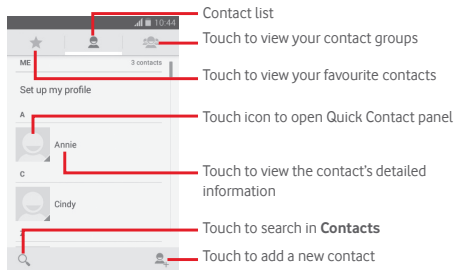 Contact list
10:44
Touch to view your contact groups
ME
3 contacts
Touch to view your favourite contacts
Set up my profile
A
Touch icon to open Quick Contact panel
Annie
Touch to view the contact's detailed
information
C
Cindy
Touch to search in Contacts
Touch to add a new contact